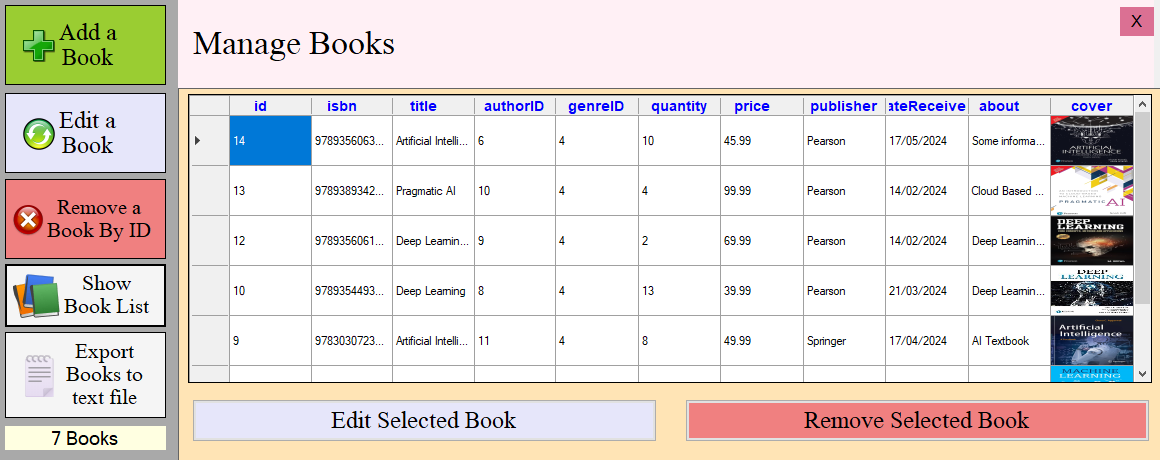 Add a
Book
Edit a
Book
Remove a
Book By ID
Show
Book List
Export
Books to
text file
7 Books
Manage Books
X
id isbn title authorID genreID quantity price publisher ateReceive about cover
14 9789356063... Artificial Intelli... 6 4 10 45.99 Pearson 17/05/2024 Some informa...
ARTIFICIAL
INTELLIGENCE
13 9789389342... Pragmatic AI 10 4 4 99.99 Pearson 14/02/2024 Cloud Based ...
PRAGMATIC AI
12 9789356061... Deep Learnin... 9 4 2 69.99 Pearson 14/02/2024 Deep Learnin...
DEEP
LEARNING
10 9789354493... Deep Learning 8 4 13 39.99 Pearson 21/03/2024 Deep Learnin...
DEEP
LEARNING
9 9783030723... Artificial Intelli... 11 4 8 49.99 Springer 17/04/2024 AI Textbook
Artificial
Intelligence
MACHINE
LEARNING
Edit Selected Book
Remove Selected Book